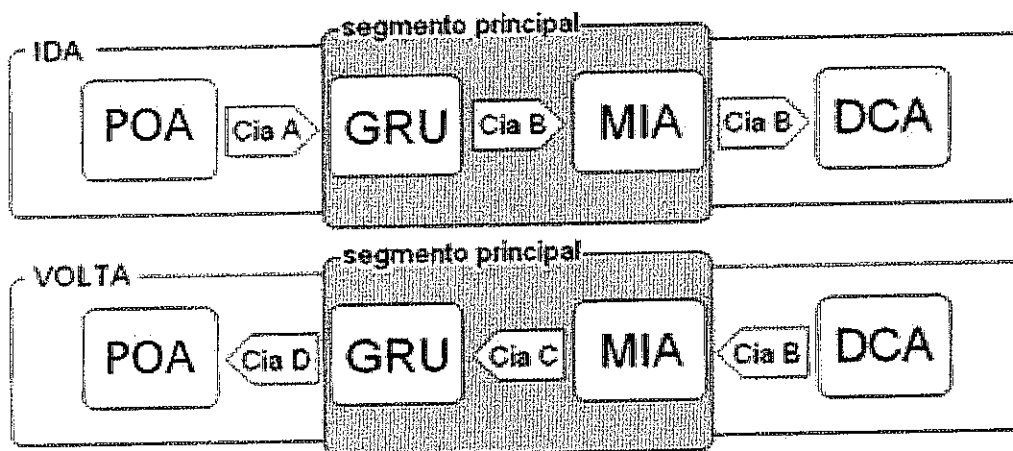 segmento principal
IDA
POA Cia A GRU Cia B MIA Cia B DCA
segmento principal
VOLTA
POA Cia D GRU Cia C MIA Cia B DCA